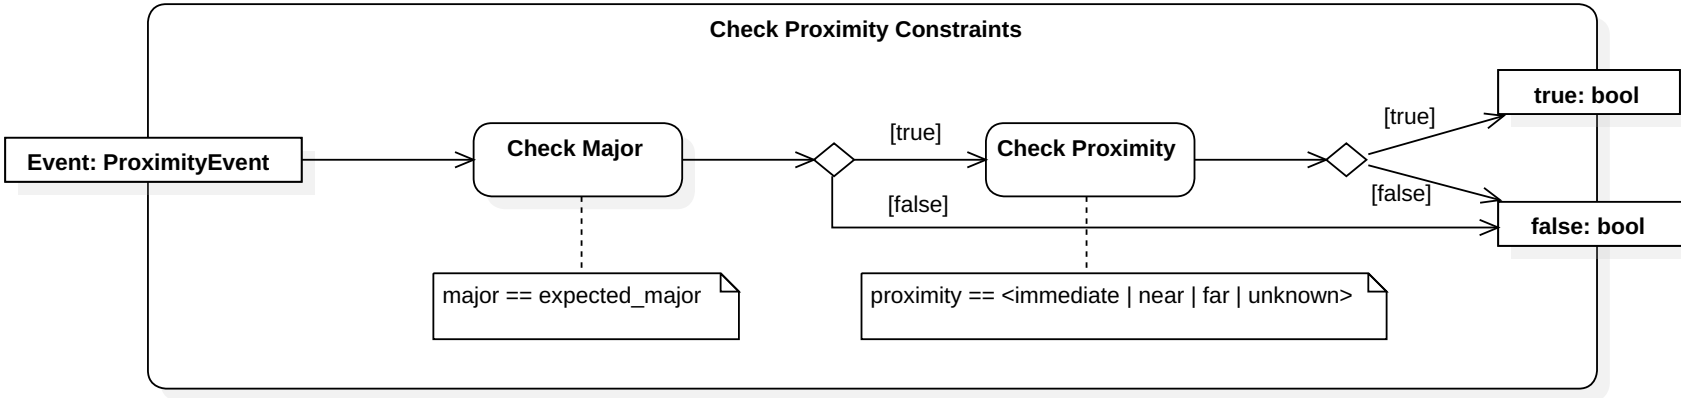 Check Proximity Constraints
true: bool
[true]
[true]
Check Major
Check Proximity
Event: ProximityEvent
[false]
[false]
false: bool
major == expected_major
proximity == <immediate | near | far | unknown>